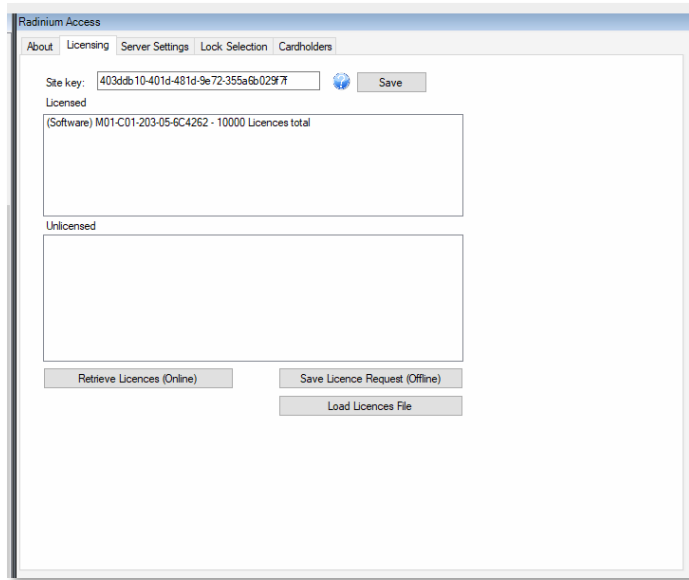 Radinium Access
About Licensing Server Settings Lock Selection Cardholders
Site key: 403ddb10-401d-481d-9e72-355a6b029f7f Save
Licensed
(Software) M01-C01-203-05-6C4262 - 10000 Licences total
Unlicensed
Retrieve Licences (Online) Save Licence Request (Offline)
Load Licences File